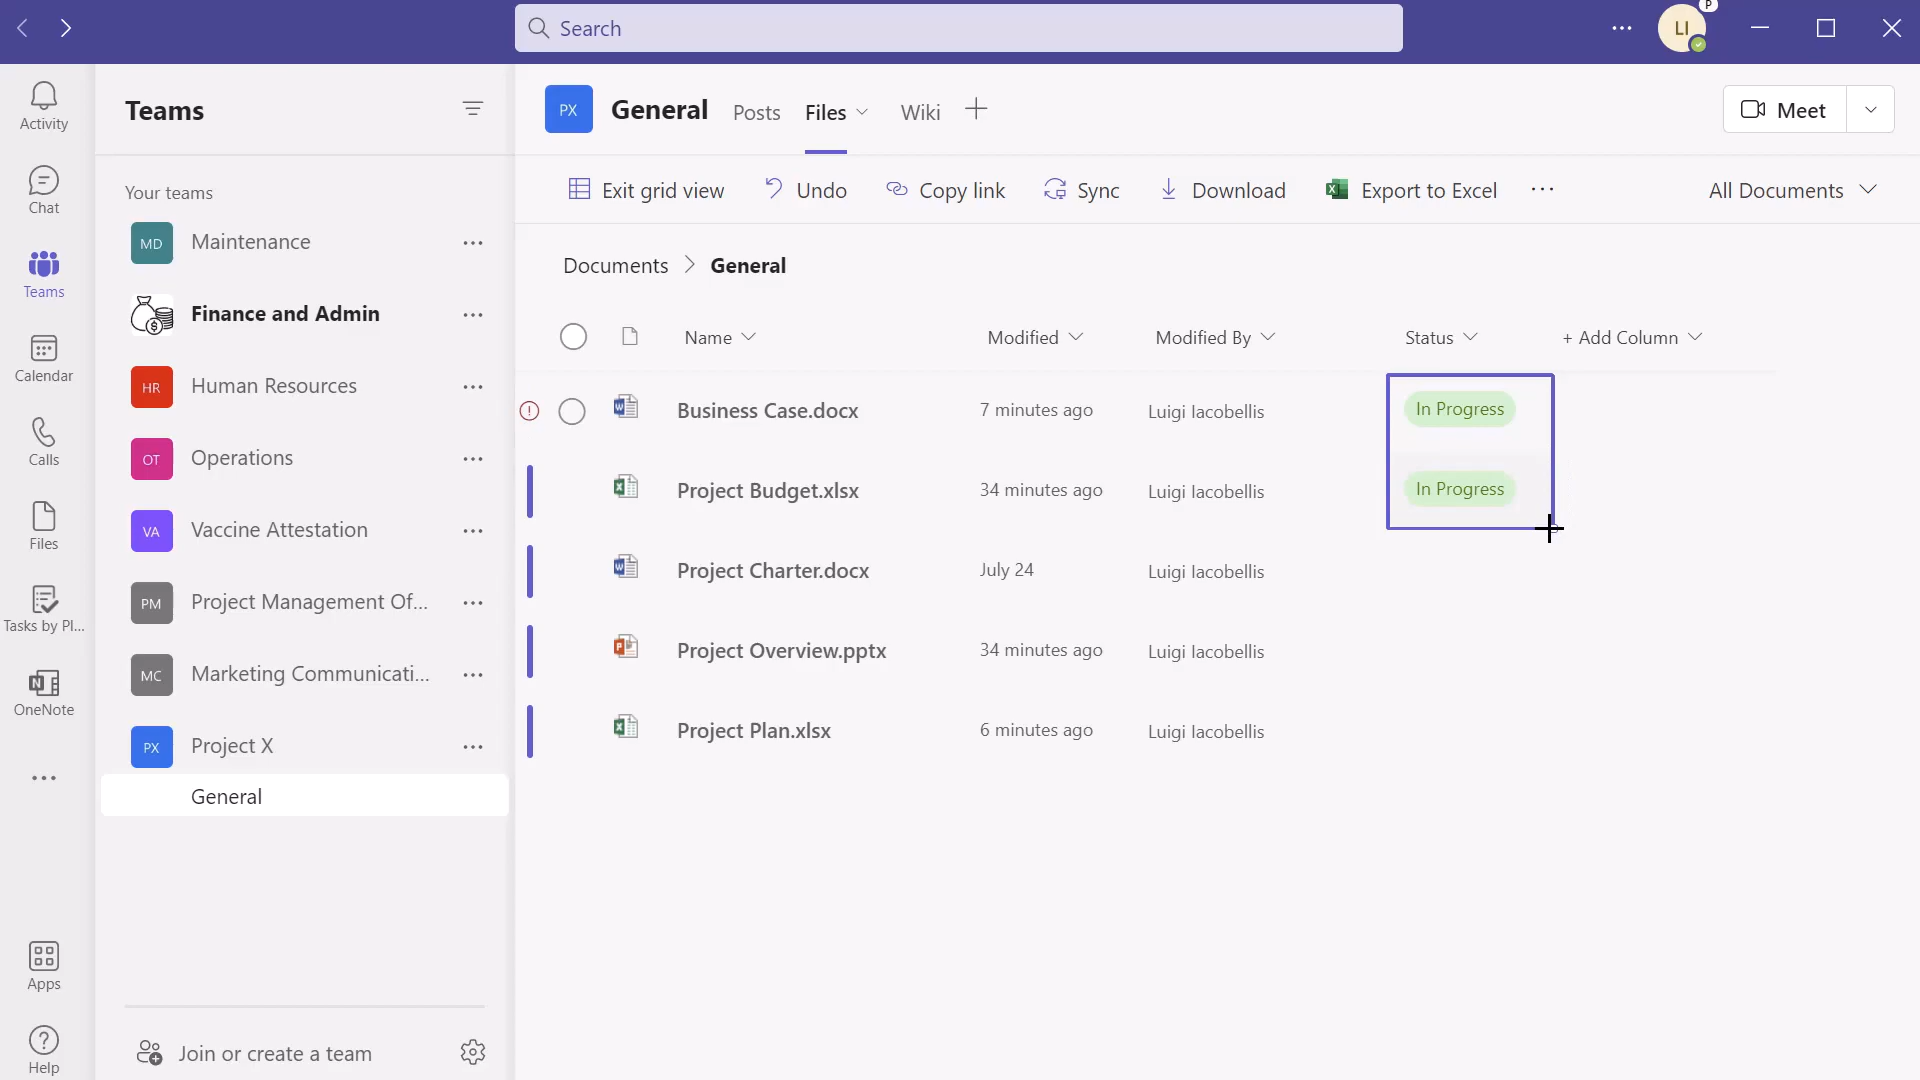 Search
LI
P
Activity
Chat
Teams
Calendar
Calls
Files
Tasks by Pl...
OneNote
Apps
Help
Teams
Your teams
MD Maintenance
Finance and Admin
HR Human Resources
OT Operations
VA Vaccine Attestation
PM Project Management Of...
MC Marketing Communicati...
PX Project X
General
Join or create a team
PX General Posts Files Wiki
Meet
Exit grid view Undo Copy link Sync Download Export to Excel
All Documents
Documents > General
Name Modified Modified By Status + Add Column
Business Case.docx 7 minutes ago Luigi Iacobellis In Progress
Project Budget.xlsx 34 minutes ago Luigi Iacobellis In Progress
Project Charter.docx July 24 Luigi Iacobellis
Project Overview.pptx 34 minutes ago Luigi Iacobellis
Project Plan.xlsx 6 minutes ago Luigi Iacobellis